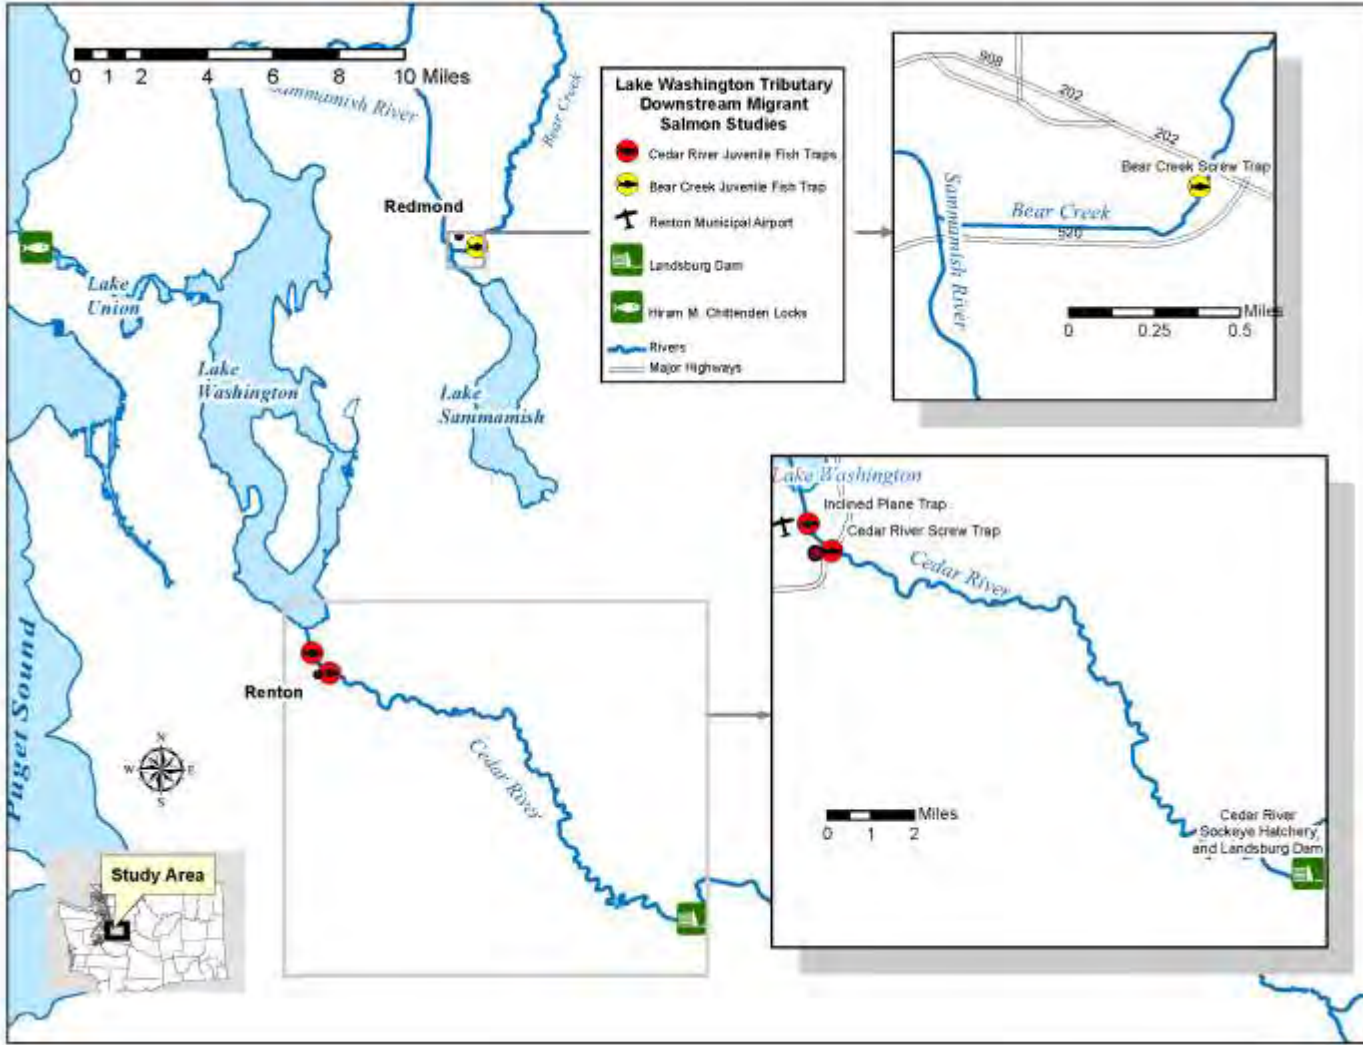 0 1 2 4 6 8 10 Miles
Sammamish River
Bear Creek
Redmond
Lake
Union
Lake
Washington
Lake
Sammamish
Puget Sound
Renton
Cedar River
N
W E
S
Study Area
Lake Washington Tributary
Downstream Migrant
Salmon Studies
Cedar River Juvenile Fish Traps
Bear Creek Juvenile Fish Trap
Renton Municipal Airport
Landsburg Dam
Hiram M. Chittenden Locks
Rivers
Major Highways
908
202
202
Bear Creek Screw Trap
Sammamish River
Bear Creek
520
Miles
0 0.25 0.5
Lake Washington
Inclined Plane Trap
Cedar River Screw Trap
Cedar River
Miles
0 1 2
Cedar River
Sockeye Hatchery,
and Landsburg Dam